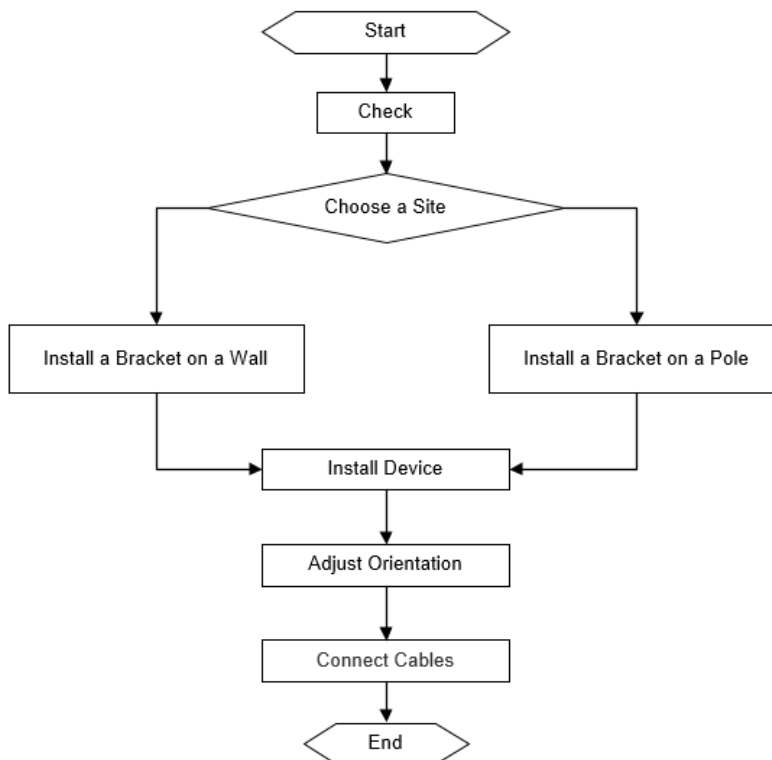 Start
Check
Choose a Site
Install a Bracket on a Wall
Install a Bracket on a Pole
Install Device
Adjust Orientation
Connect Cables
End